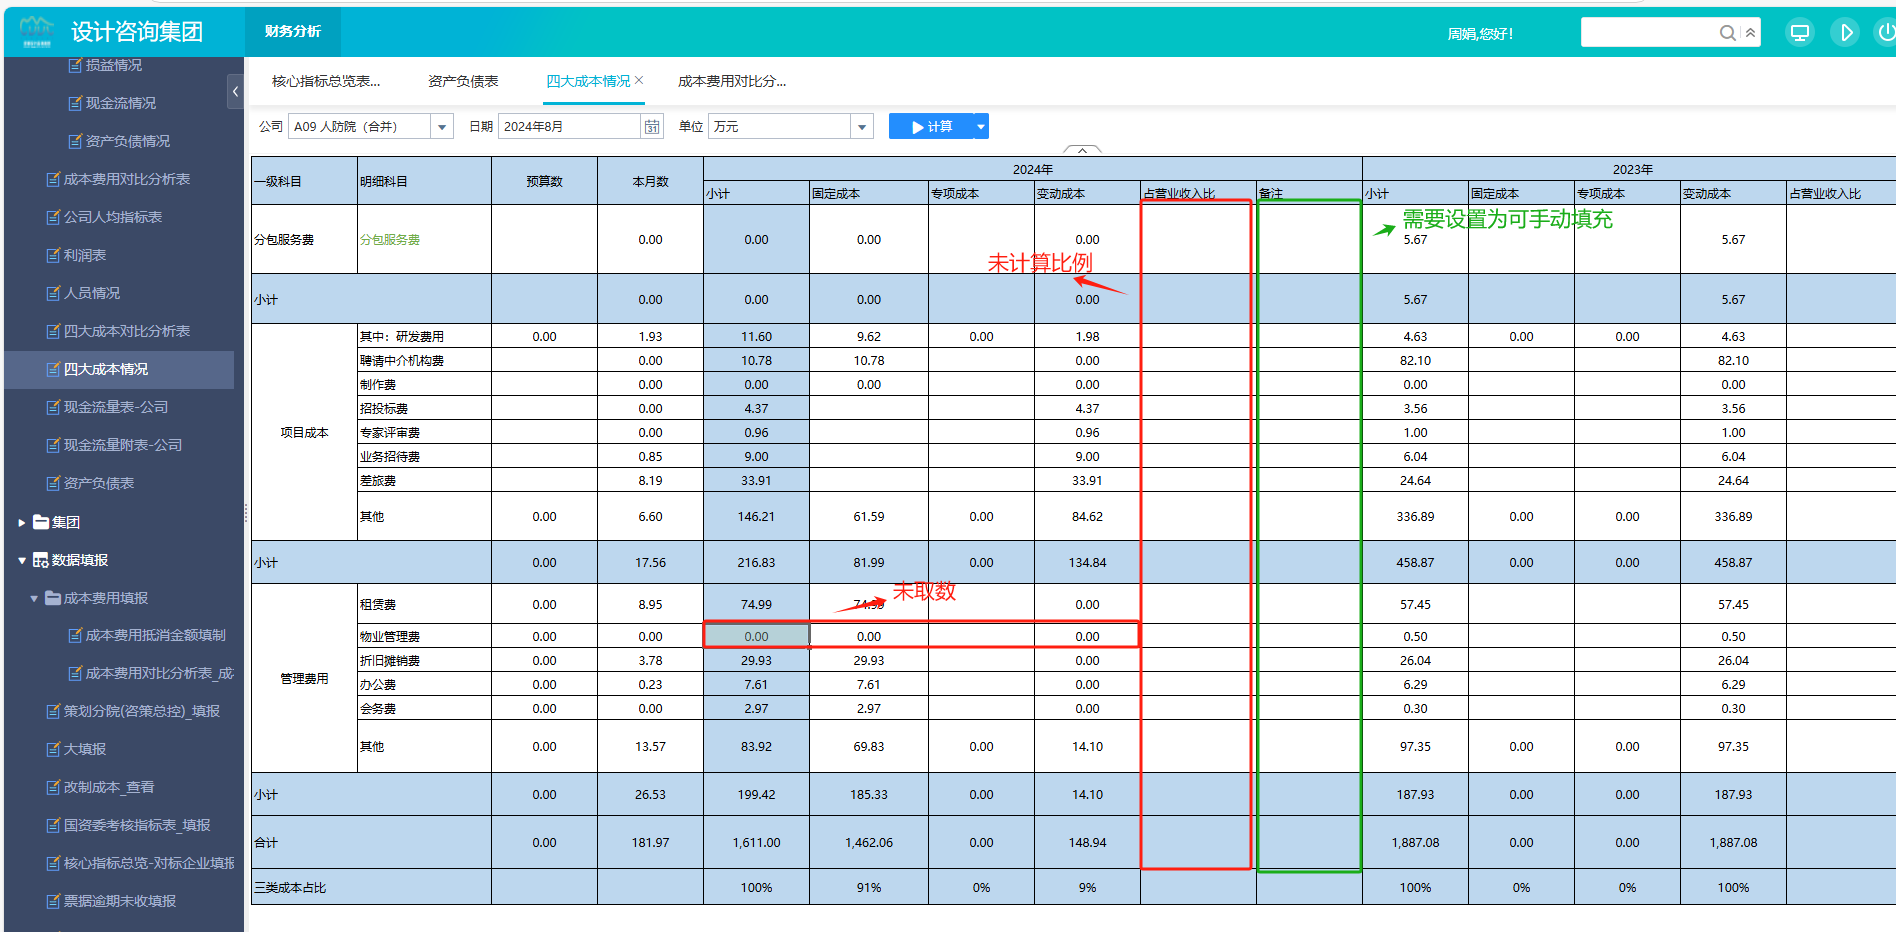 设计咨询集团
财务分析
周娟,您好!
损益情况
现金流情况
资产负债情况
成本费用对比分析表
公司人均指标表
利润表
人员情况
四大成本对比分析表
四大成本情况
现金流量表-公司
现金流量附表-公司
资产负债表
集团
数据填报
成本费用填报
成本费用抵消金额填制
成本费用对比分析表_成
策划分院(咨策总控)_填报
大填报
改制成本_查看
国资委考核指标表_填报
核心指标总览-对标企业填报
票据逾期未收填报
核心指标总览表... 资产负债表 四大成本情况 成本费用对比分...
公司 A09 人防院（合并） 日期 2024年8月 31 单位 万元 计算
一级科目 明细科目 预算数 本月数 2024年 2023年
小计 固定成本 专项成本 变动成本 占营业收入比 备注 小计 固定成本 专项成本 变动成本 占营业收入比
需要设置为可手动填充
分包服务费 分包服务费 0.00 0.00 0.00 0.00 5.67 5.67
未计算比例
小计 0.00 0.00 0.00 0.00 5.67 5.67
项目成本
其中：研发费用 0.00 1.93 11.60 9.62 0.00 1.98 4.63 0.00 0.00 4.63
聘请中介机构费 0.00 10.78 10.78 0.00 82.10 82.10
制作费 0.00 0.00 0.00 0.00 0.00 0.00
招投标费 0.00 4.37 4.37 3.56 3.56
专家评审费 0.00 0.96 0.96 1.00 1.00
业务招待费 0.85 9.00 9.00 6.04 6.04
差旅费 8.19 33.91 33.91 24.64 24.64
其他 0.00 6.60 146.21 61.59 0.00 84.62 336.89 0.00 0.00 336.89
小计 0.00 17.56 216.83 81.99 0.00 134.84 458.87 0.00 0.00 458.87
未取数
管理费用
租赁费 0.00 8.95 74.99 74.99 0.00 57.45 57.45
物业管理费 0.00 0.00 0.00 0.00 0.00 0.50 0.50
折旧摊销费 0.00 3.78 29.93 29.93 0.00 26.04 26.04
办公费 0.00 0.23 7.61 7.61 0.00 6.29 6.29
会务费 0.00 0.00 2.97 2.97 0.00 0.30 0.30
其他 0.00 13.57 83.92 69.83 0.00 14.10 97.35 0.00 0.00 97.35
小计 0.00 26.53 199.42 185.33 0.00 14.10 187.93 0.00 0.00 187.93
合计 0.00 181.97 1,611.00 1,462.06 0.00 148.94 1,887.08 0.00 0.00 1,887.08
三类成本占比 100% 91% 0% 9% 100% 0% 0% 100%